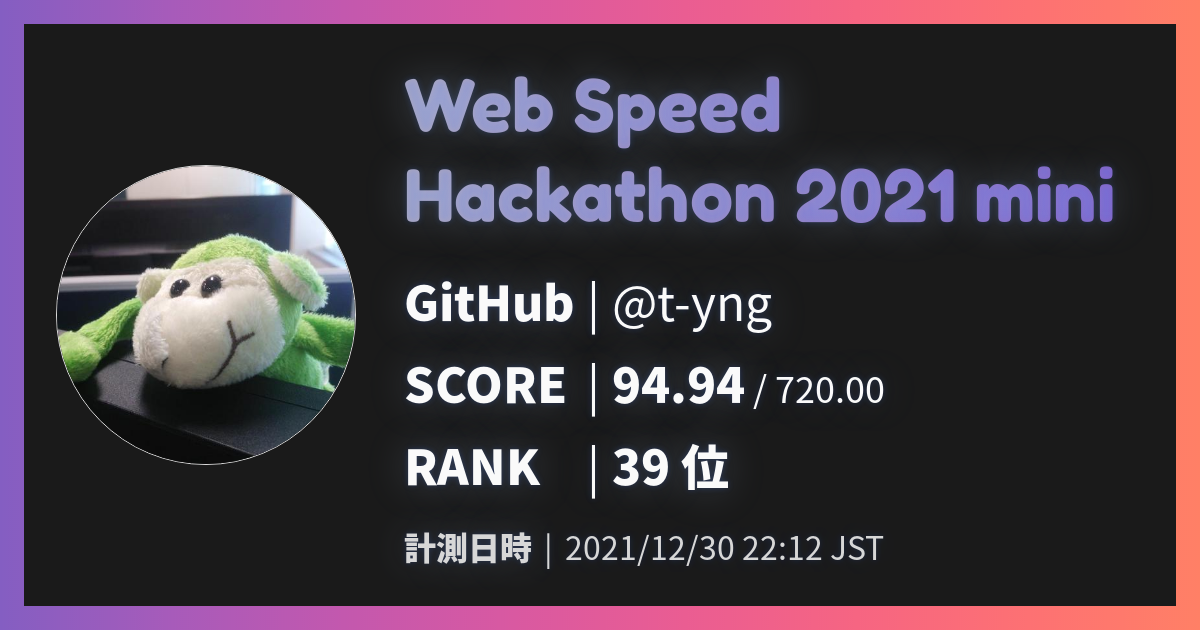 Web Speed
Hackathon 2021 mini
GitHub | @t-yng
SCORE | 94.94 / 720.00
RANK | 39 位
計測日時 | 2021/12/30 22:12 JST